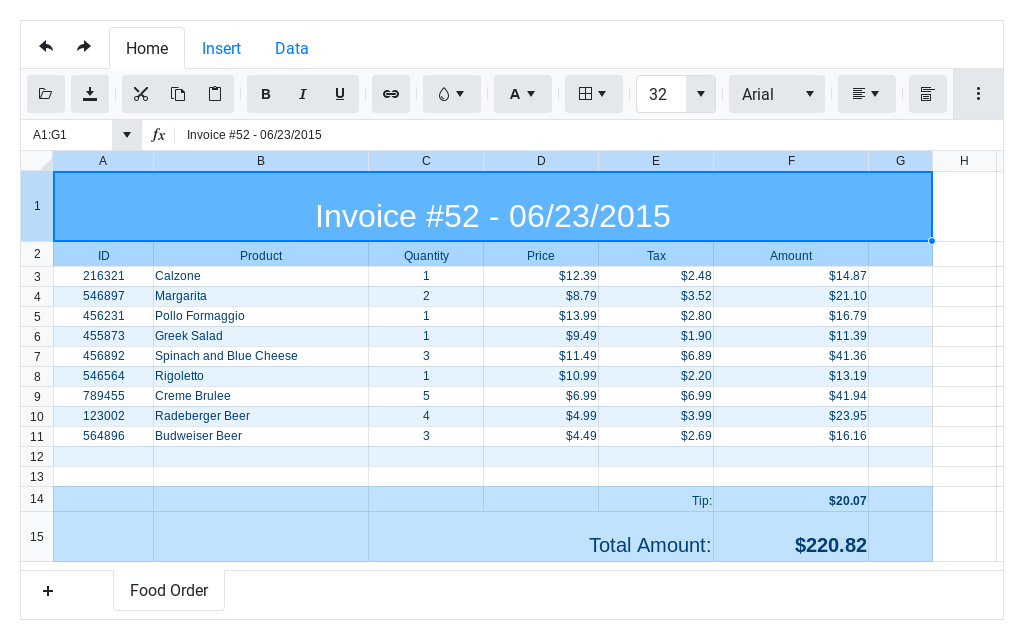 Home Insert Data
B I U A 32 Arial
A1:G1 fx Invoice #52 - 06/23/2015
A B C D E F G H
1 Invoice #52 - 06/23/2015
2 ID Product Quantity Price Tax Amount
3 216321 Calzone 1 $12.39 $2.48 $14.87
4 546897 Margarita 2 $8.79 $3.52 $21.10
5 456231 Pollo Formaggio 1 $13.99 $2.80 $16.79
6 455873 Greek Salad 1 $9.49 $1.90 $11.39
7 456892 Spinach and Blue Cheese 3 $11.49 $6.89 $41.36
8 546564 Rigoletto 1 $10.99 $2.20 $13.19
9 789455 Creme Brulee 5 $6.99 $6.99 $41.94
10 123002 Radeberger Beer 4 $4.99 $3.99 $23.95
11 564896 Budweiser Beer 3 $4.49 $2.69 $16.16
12
13
14 Tip: $20.07
15 Total Amount: $220.82
+ Food Order